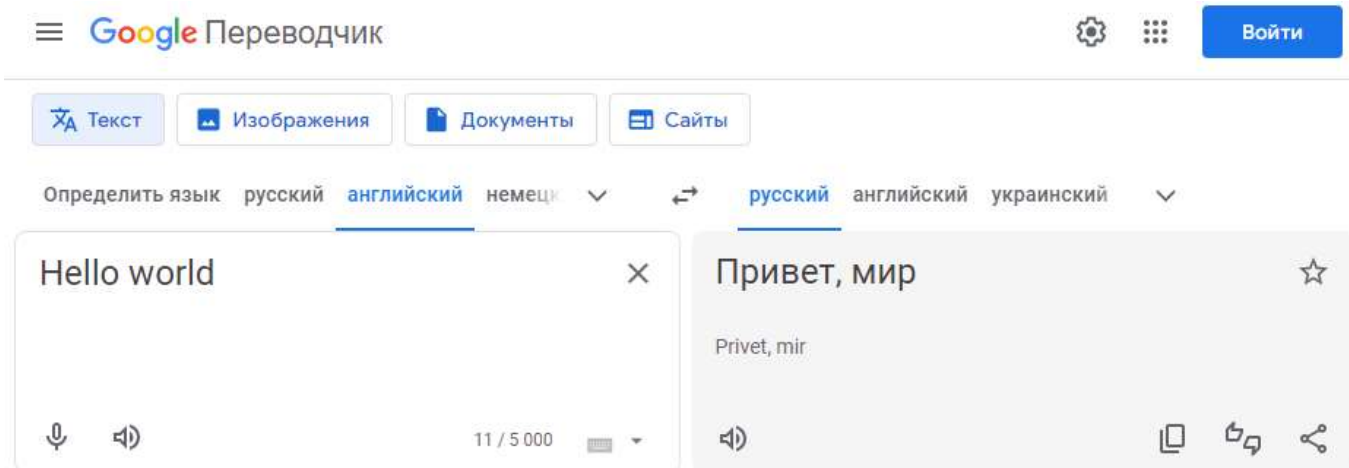 Google Переводчик
Войти
Текст Изображения Документы Сайты
Определить язык русский английский немецк русский английский украинский
Hello world
Привет, мир
Privet, mir
11 / 5 000